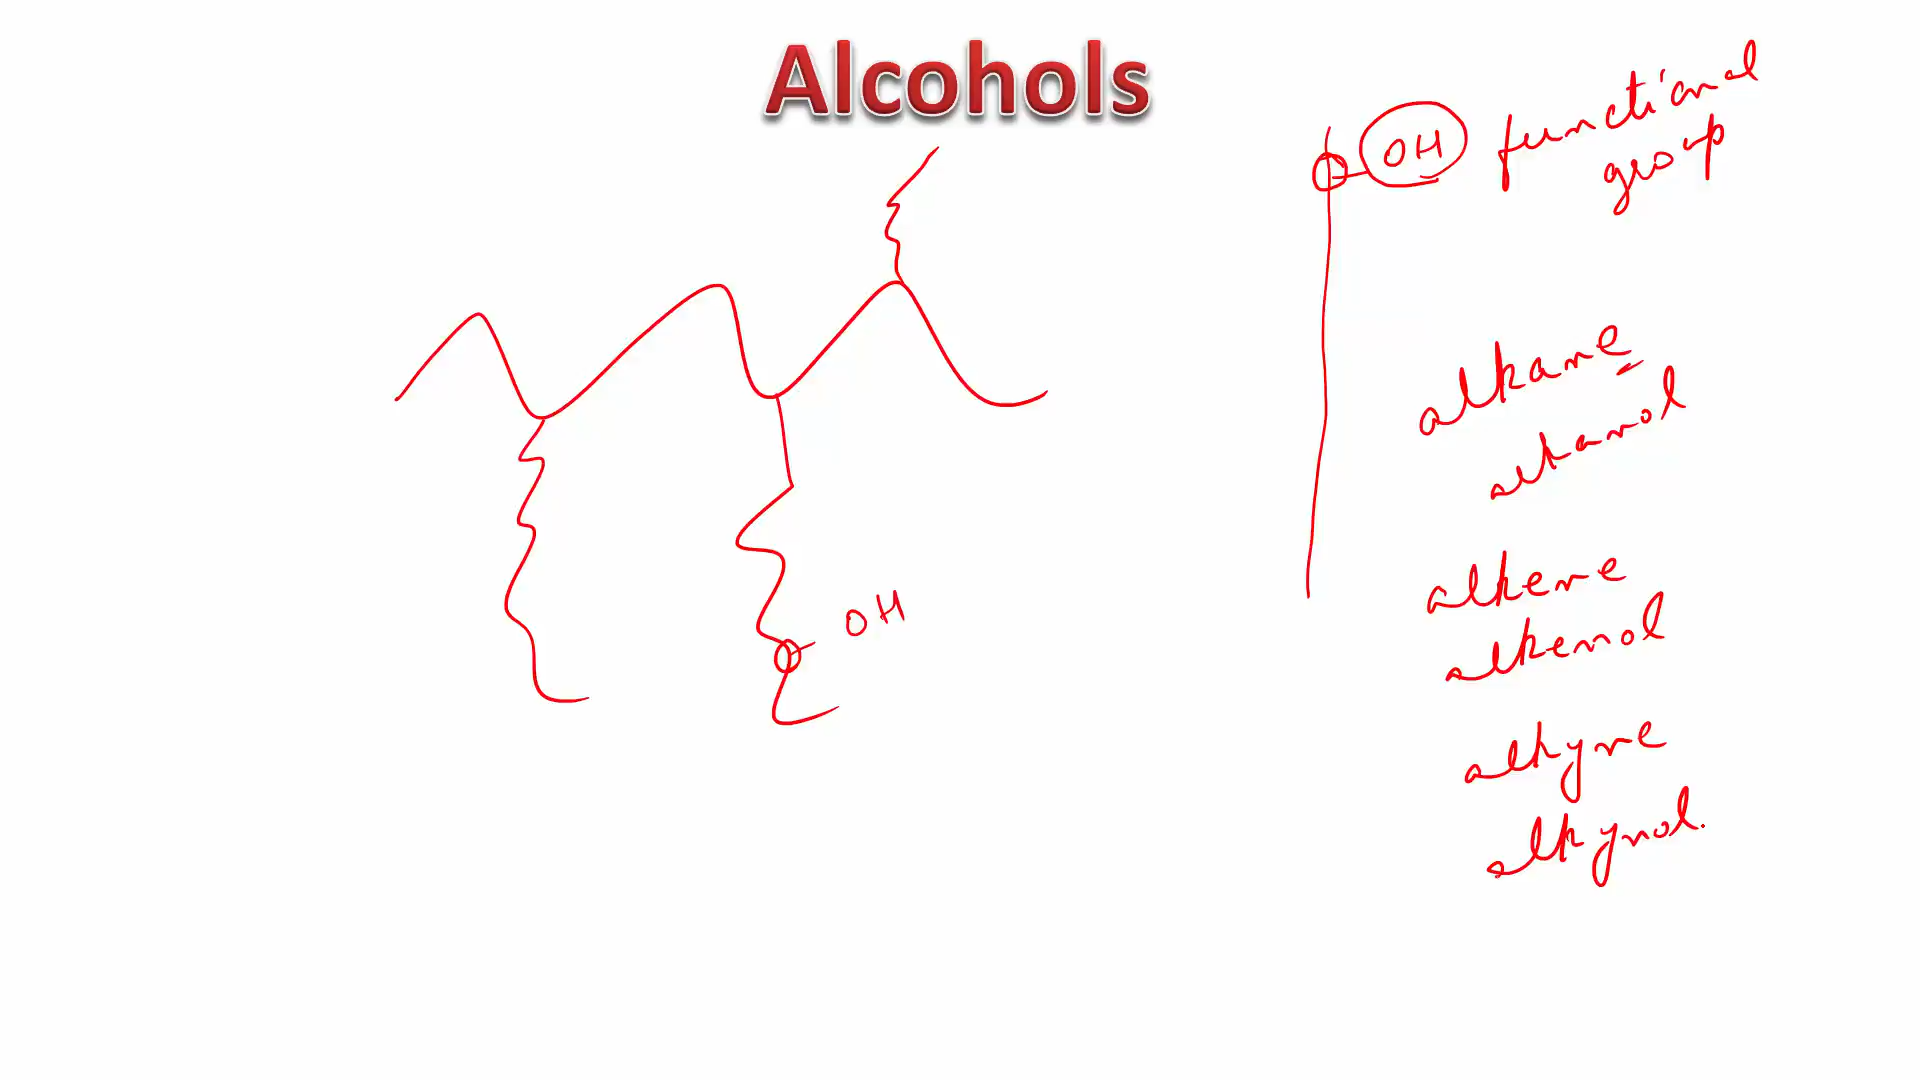 Alcohols
OH functional
group
alkane
alkanol
OH
alkene
alkenol
alkyne
alkynol.